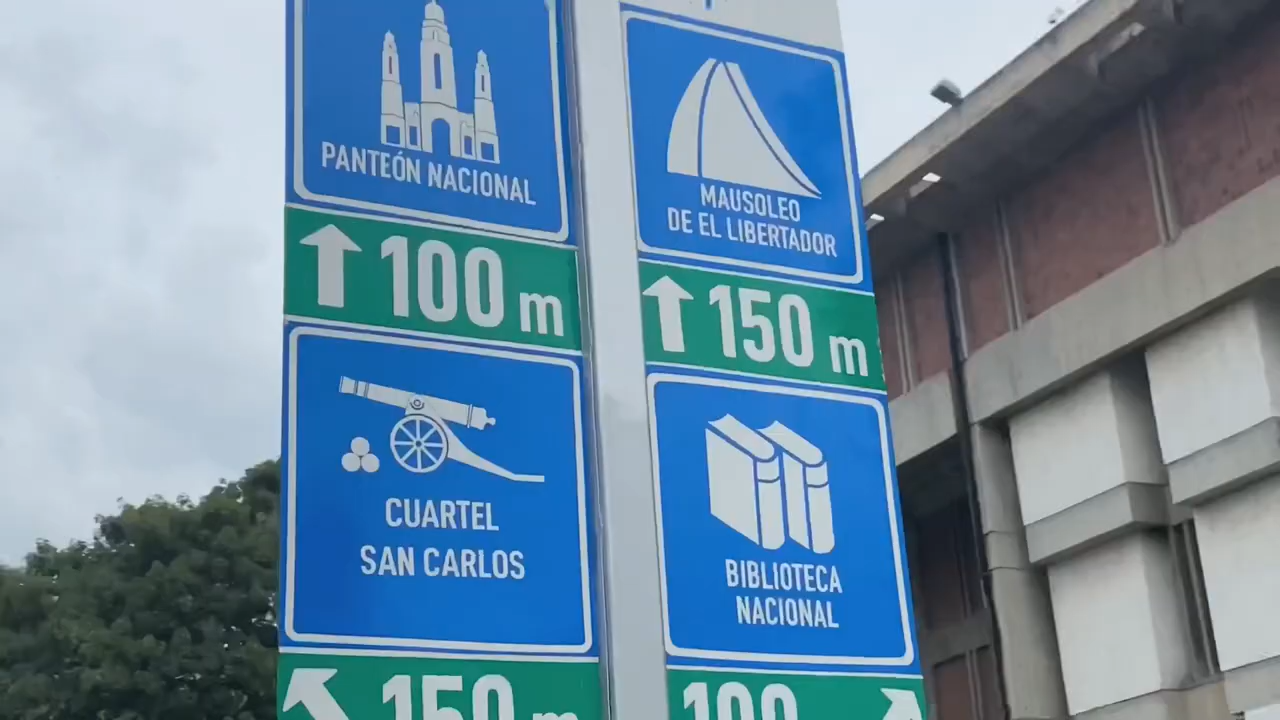 PANTEÓN NACIONAL
100 m
MAUSOLEO
DE EL LIBERTADOR
150 m
CUARTEL
SAN CARLOS
150 m
BIBLIOTECA
NACIONAL
100